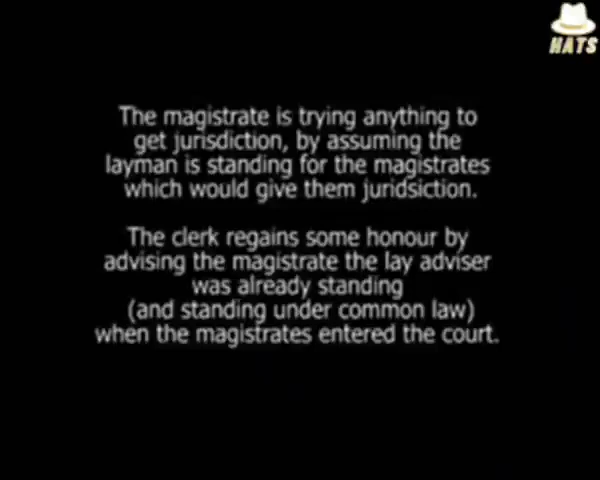 HATS
The magistrate is trying anything to
get jurisdiction, by assuming the
layman is standing for the magistrates
which would give them juridsiction.
The clerk regains some honour by
advising the magistrate the lay adviser
was already standing
(and standing under common law)
when the magistrates entered the court.